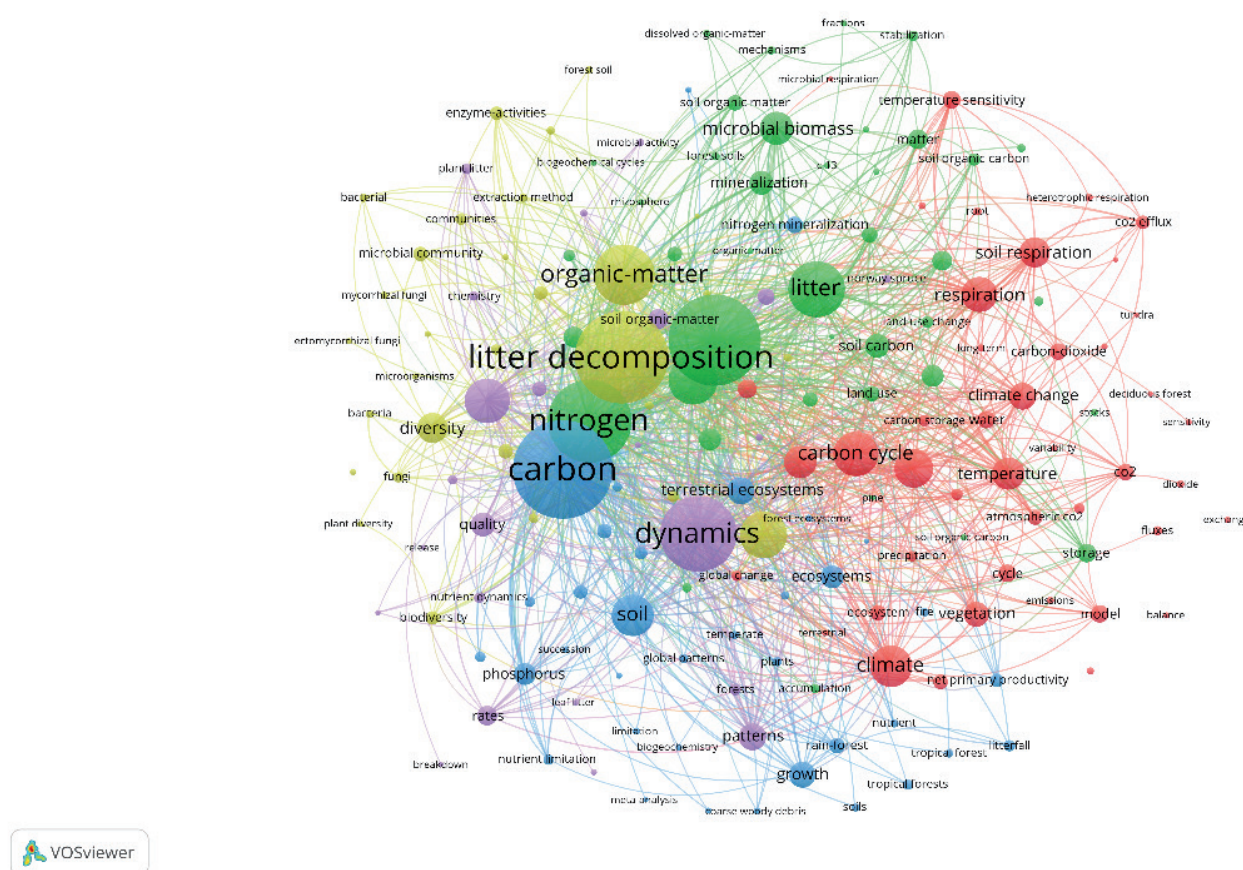 fractions
dissolved organic-matter
stabilization
mechanisms
forest soil
microbial respiration
soil organic-matter
temperature sensitivity
enzyme-activities
microbial biomass
matter
microbial activity
forest soils
soil organic carbon
biogeochemical cycles
c-13
plant litter
mineralization
bacterial
extraction method
rhizosphere
heterotrophic respiration
root
communities
nitrogen mineralization
co2 efflux
microbial community
organic matter
soil respiration
organic-matter
norway spruce
litter
respiration
mycorrhizal fungi
chemistry
soil organic-matter
land-use change
tundra
ectomycorrhizal fungi
soil carbon
long-term
carbon-dioxide
litter decomposition
microorganisms
land-use
climate change
deciduous forest
bacteria
nitrogen
carbon storage
water
stocks
sensitivity
diversity
carbon cycle
variability
carbon
temperature
co2
fungi
terrestrial ecosystems
dioxide
pine
plant diversity
quality
dynamics
forest ecosystems
atmospheric co2
exchang
fluxes
release
soil organic carbon
precipitation
storage
global change
ecosystems
cycle
nutrient dynamics
biodiversity
soil
ecosystem
fire
vegetation
emissions
model
balance
temperate
terrestrial
succession
global patterns
plants
climate
phosphorus
net primary productivity
forests
accumulation
leaf litter
rates
nutrient
limitation
patterns
biogeochemistry
rain-forest
litterfall
breakdown
nutrient limitation
tropical forest
growth
tropical forests
meta analysis
coarse woody debris
soils
VOSviewer